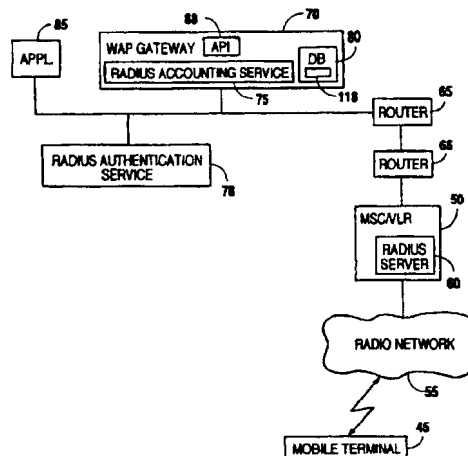 85
APPL.
70
88
WAP GATEWAY
API
80
DB
RADIUS ACCOUNTING SERVICE
118
75
65
ROUTER
RADIUS AUTHENTICATION
SERVICE
78
68
ROUTER
50
MSC/VLR
RADIUS
SERVER
60
RADIO NETWORK
55
MOBILE TERMINAL
45